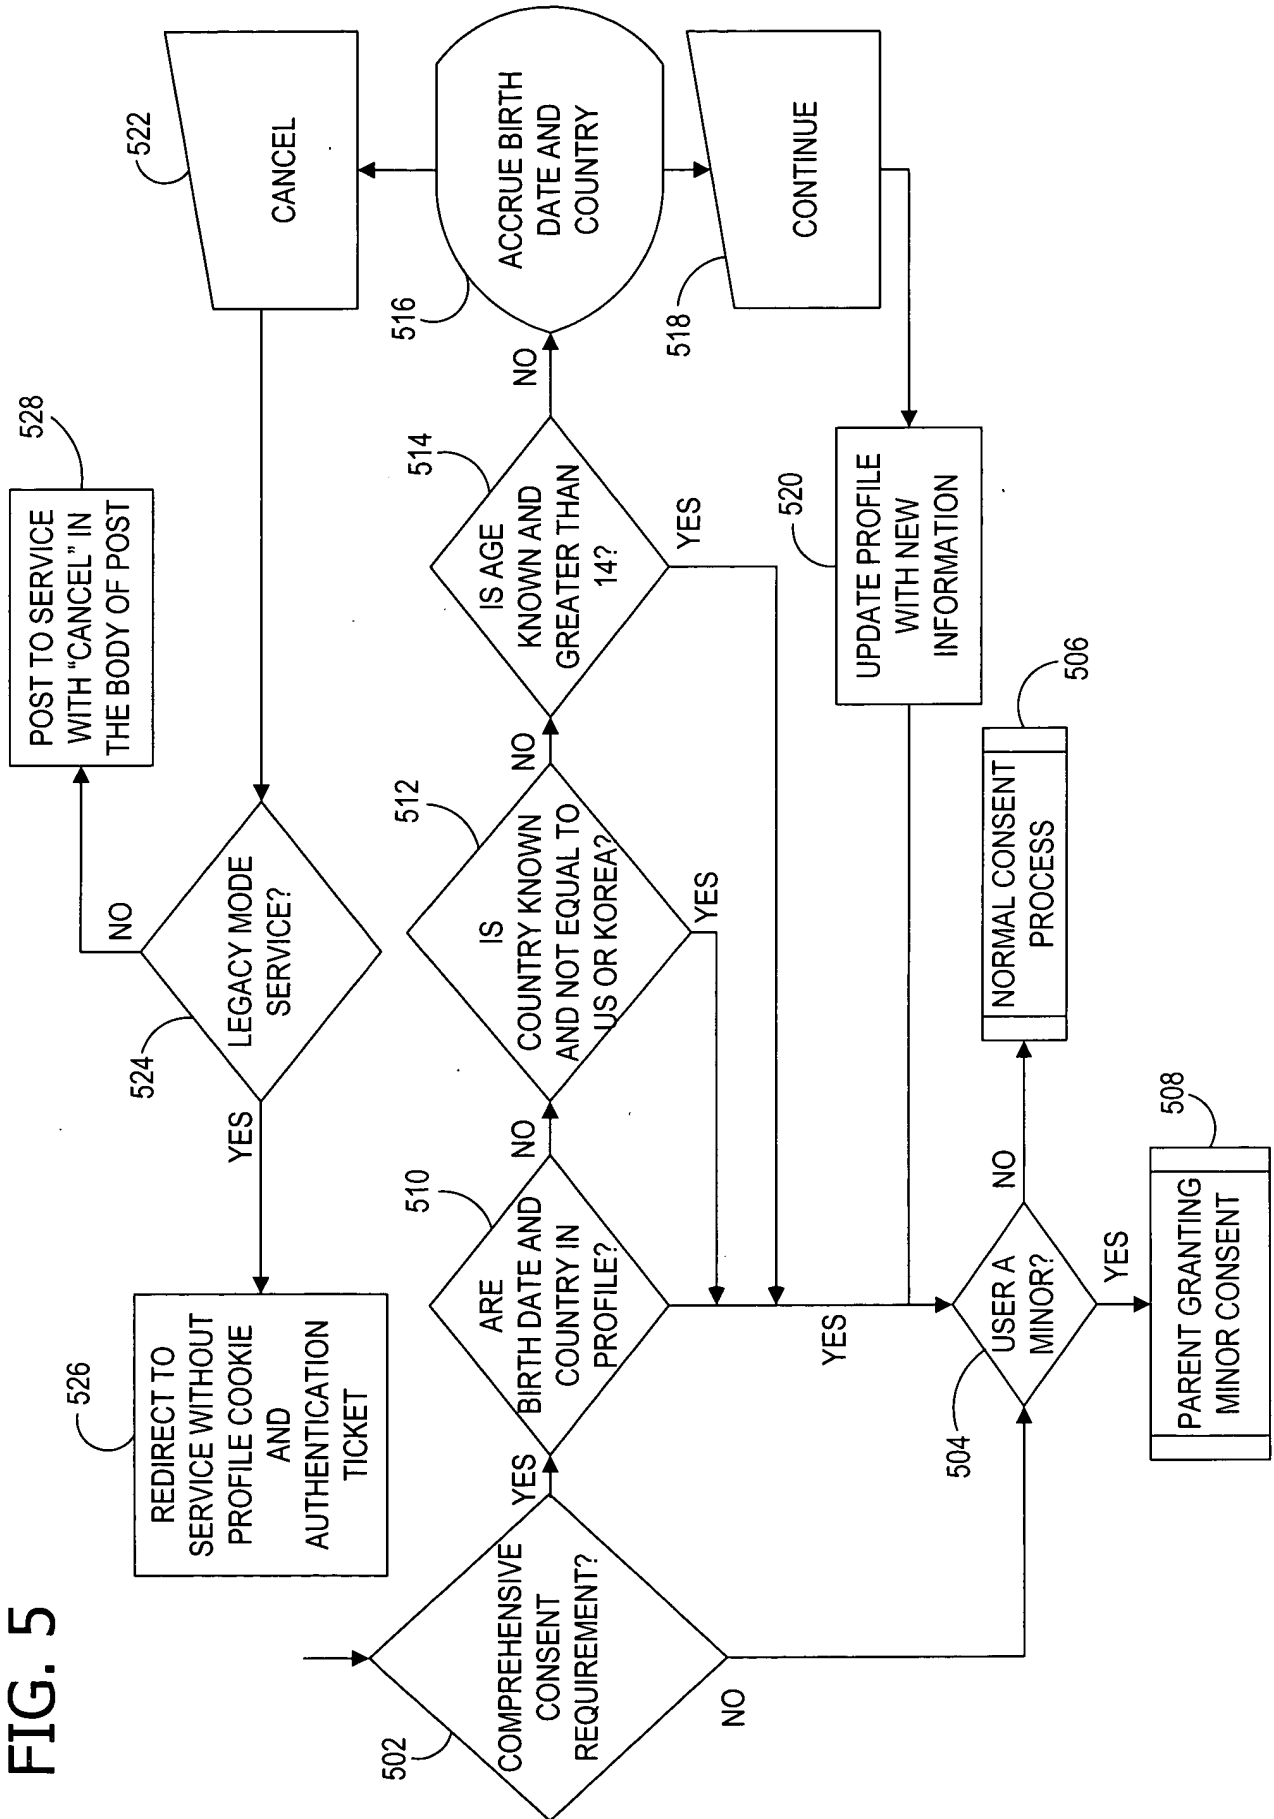 FIG. 5
502
COMPREHENSIVE
CONSENT
REQUIREMENT?
YES
NO
510
ARE
BIRTH DATE AND
COUNTRY IN
PROFILE?
NO
YES
512
IS
COUNTRY KNOWN
AND NOT EQUAL TO
US OR KOREA?
NO
YES
514
IS AGE
KNOWN AND
GREATER THAN
14?
NO
YES
516
ACCRUE BIRTH
DATE AND
COUNTRY
522
CANCEL
518
CONTINUE
520
UPDATE PROFILE
WITH NEW
INFORMATION
524
LEGACY MODE
SERVICE?
YES
NO
526
REDIRECT TO
SERVICE WITHOUT
PROFILE COOKIE
AND
AUTHENTICATION
TICKET
528
POST TO SERVICE
WITH "CANCEL" IN
THE BODY OF POST
504
USER A
MINOR?
NO
YES
506
NORMAL CONSENT
PROCESS
508
PARENT GRANTING
MINOR CONSENT